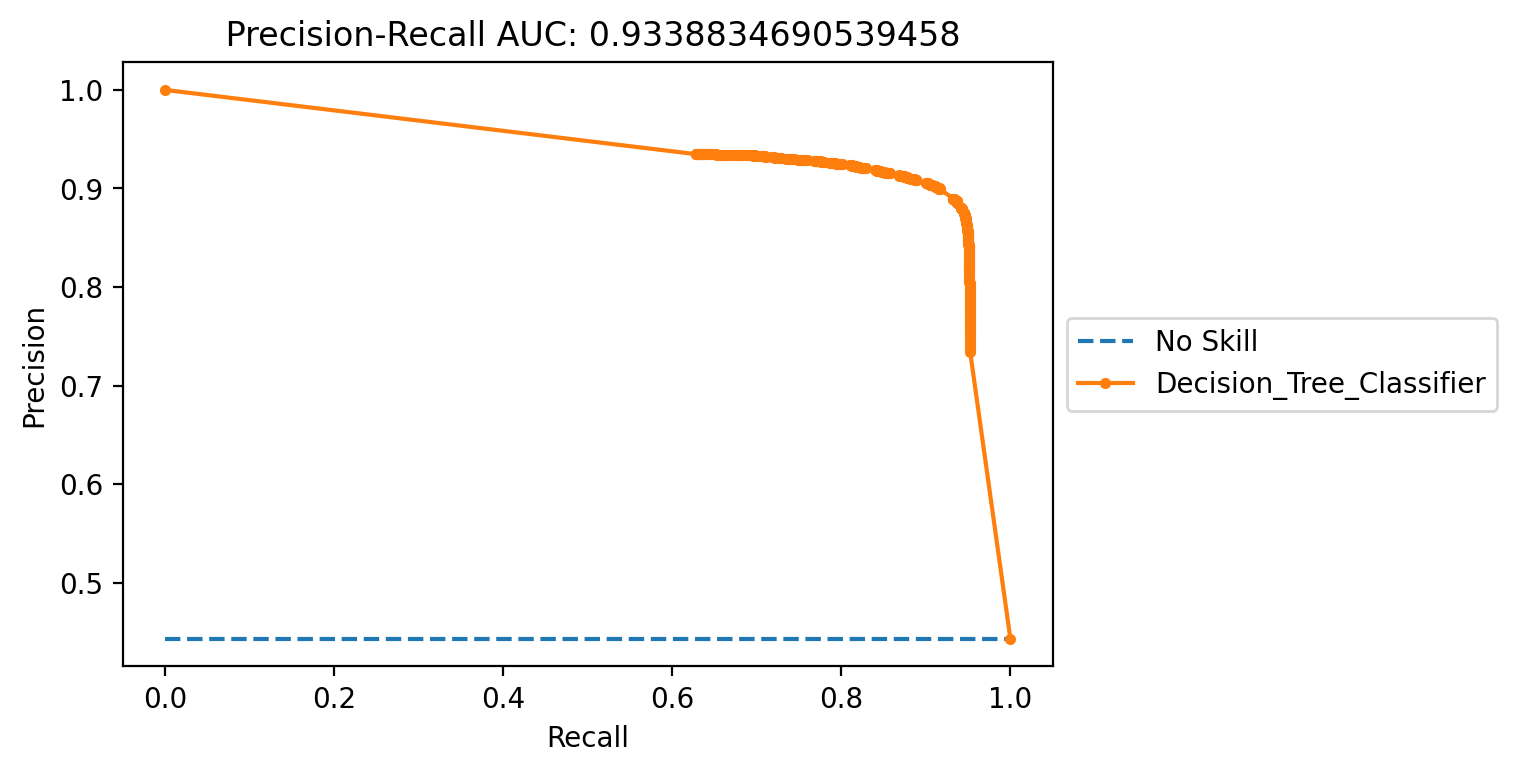 Precision-Recall AUC: 0.9338834690539458
1.0
0.9
0.8
0.7
0.6
0.5
Precision
0.0 0.2 0.4 0.6 0.8 1.0
Recall
No Skill
Decision_Tree_Classifier